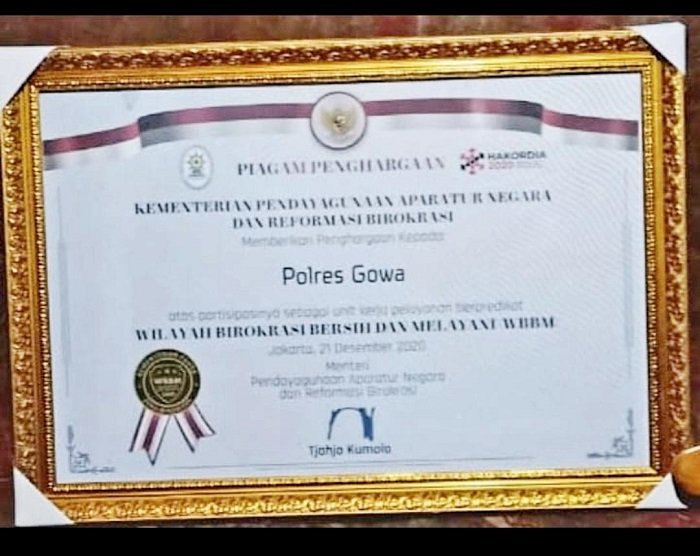 PIAGAM PENGHARGAAN
HAKORDIA
2020
KEMENTERIAN PENDAYAGUNAAN APARATUR NEGARA
DAN REFORMASI BIROKRASI
Memberikan Penghargaan Kepada
Polres Gowa
atas partisipasinya sebagai unit kerja pelayanan berpredikat
WILAYAH BIROKRASI BERSIH DAN MELAYANI WBBM
Jakarta, 21 Desember 2020
Menteri
Pendayagunaan Aparatur Negara
dan Reformasi Birokrasi
WBBM
Tjahjo Kumolo